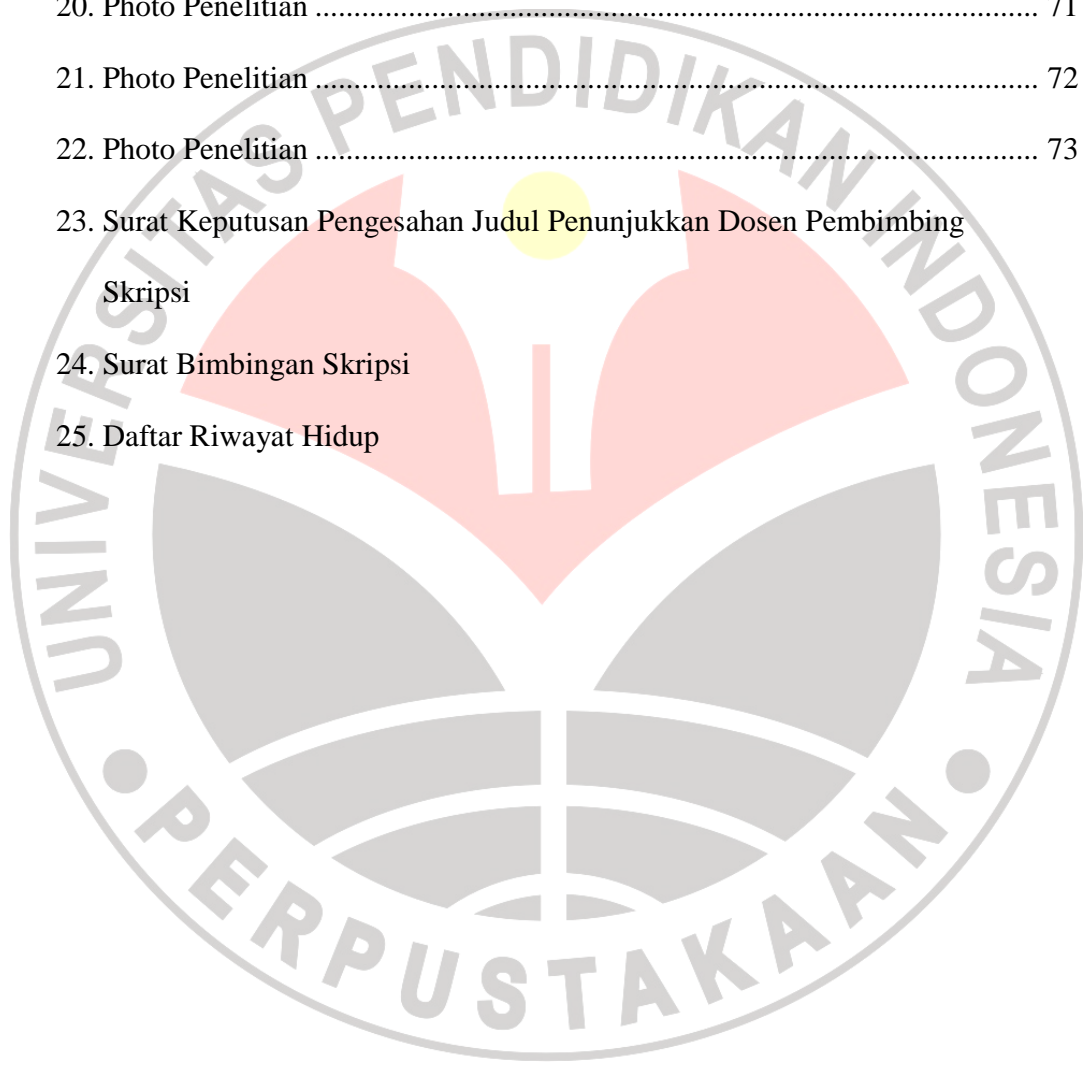 20. Photo Penelitian ............................................................................................. 71
21. Photo Penelitian ............................................................................................. 72
22. Photo Penelitian ............................................................................................. 73
23. Surat Keputusan Pengesahan Judul Penunjukkan Dosen Pembimbing
Skripsi
24. Surat Bimbingan Skripsi
25. Daftar Riwayat Hidup
UNIVERSITAS PENDIDIKAN INDONESIA
PERPUSTAKAAN